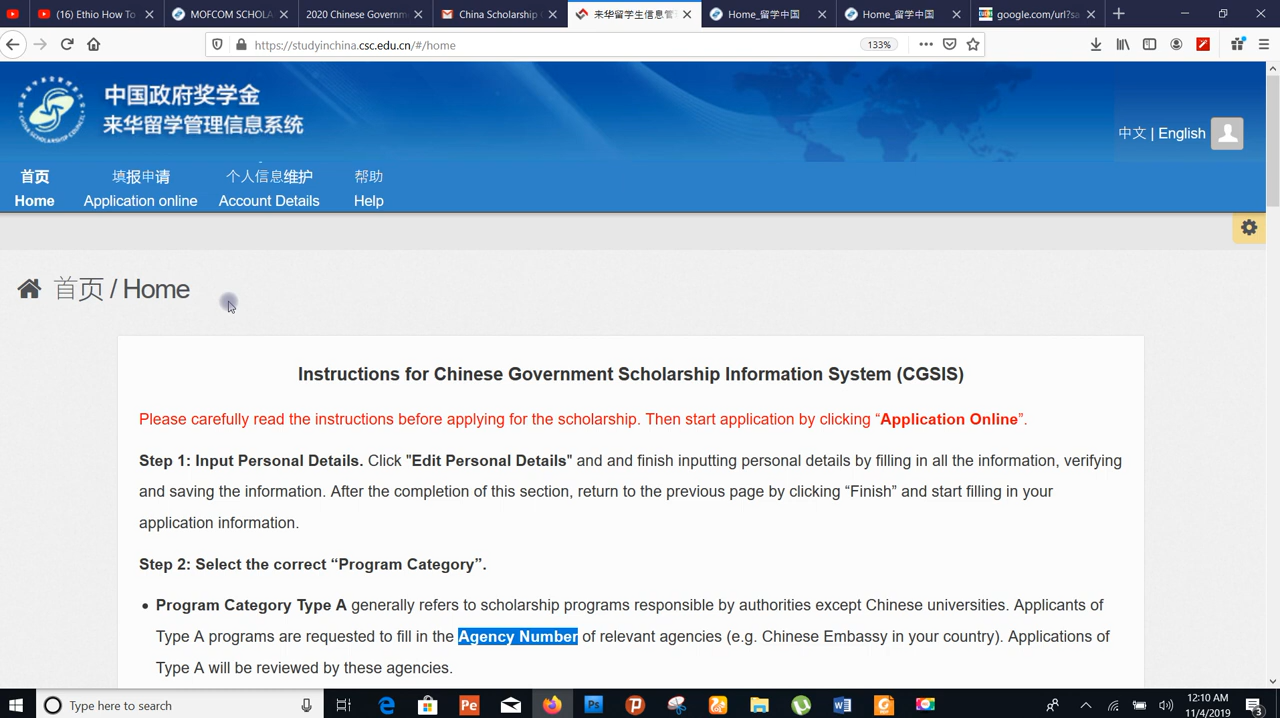 (16) Ethio How To
MOFCOM SCHOLA
2020 Chinese Governm
China Scholarship
来华留学生信息管
Home_留学中国
Home_留学中国
google.com/url?sa
https://studyinchina.csc.edu.cn/#/home
133%
中国政府奖学金
来华留学管理信息系统
中文 | English
首页 填报申请 个人信息维护 帮助
Home Application online Account Details Help
首页 / Home
Instructions for Chinese Government Scholarship Information System (CGSIS)
Please carefully read the instructions before applying for the scholarship. Then start application by clicking “Application Online”.
Step 1: Input Personal Details. Click "Edit Personal Details" and and finish inputting personal details by filling in all the information, verifying
and saving the information. After the completion of this section, return to the previous page by clicking “Finish” and start filling in your
application information.
Step 2: Select the correct “Program Category”.
• Program Category Type A generally refers to scholarship programs responsible by authorities except Chinese universities. Applicants of
Type A programs are requested to fill in the Agency Number of relevant agencies (e.g. Chinese Embassy in your country). Applications of
Type A will be reviewed by these agencies.
Type here to search
Pe
Ps
12:10 AM
11/4/2019
3